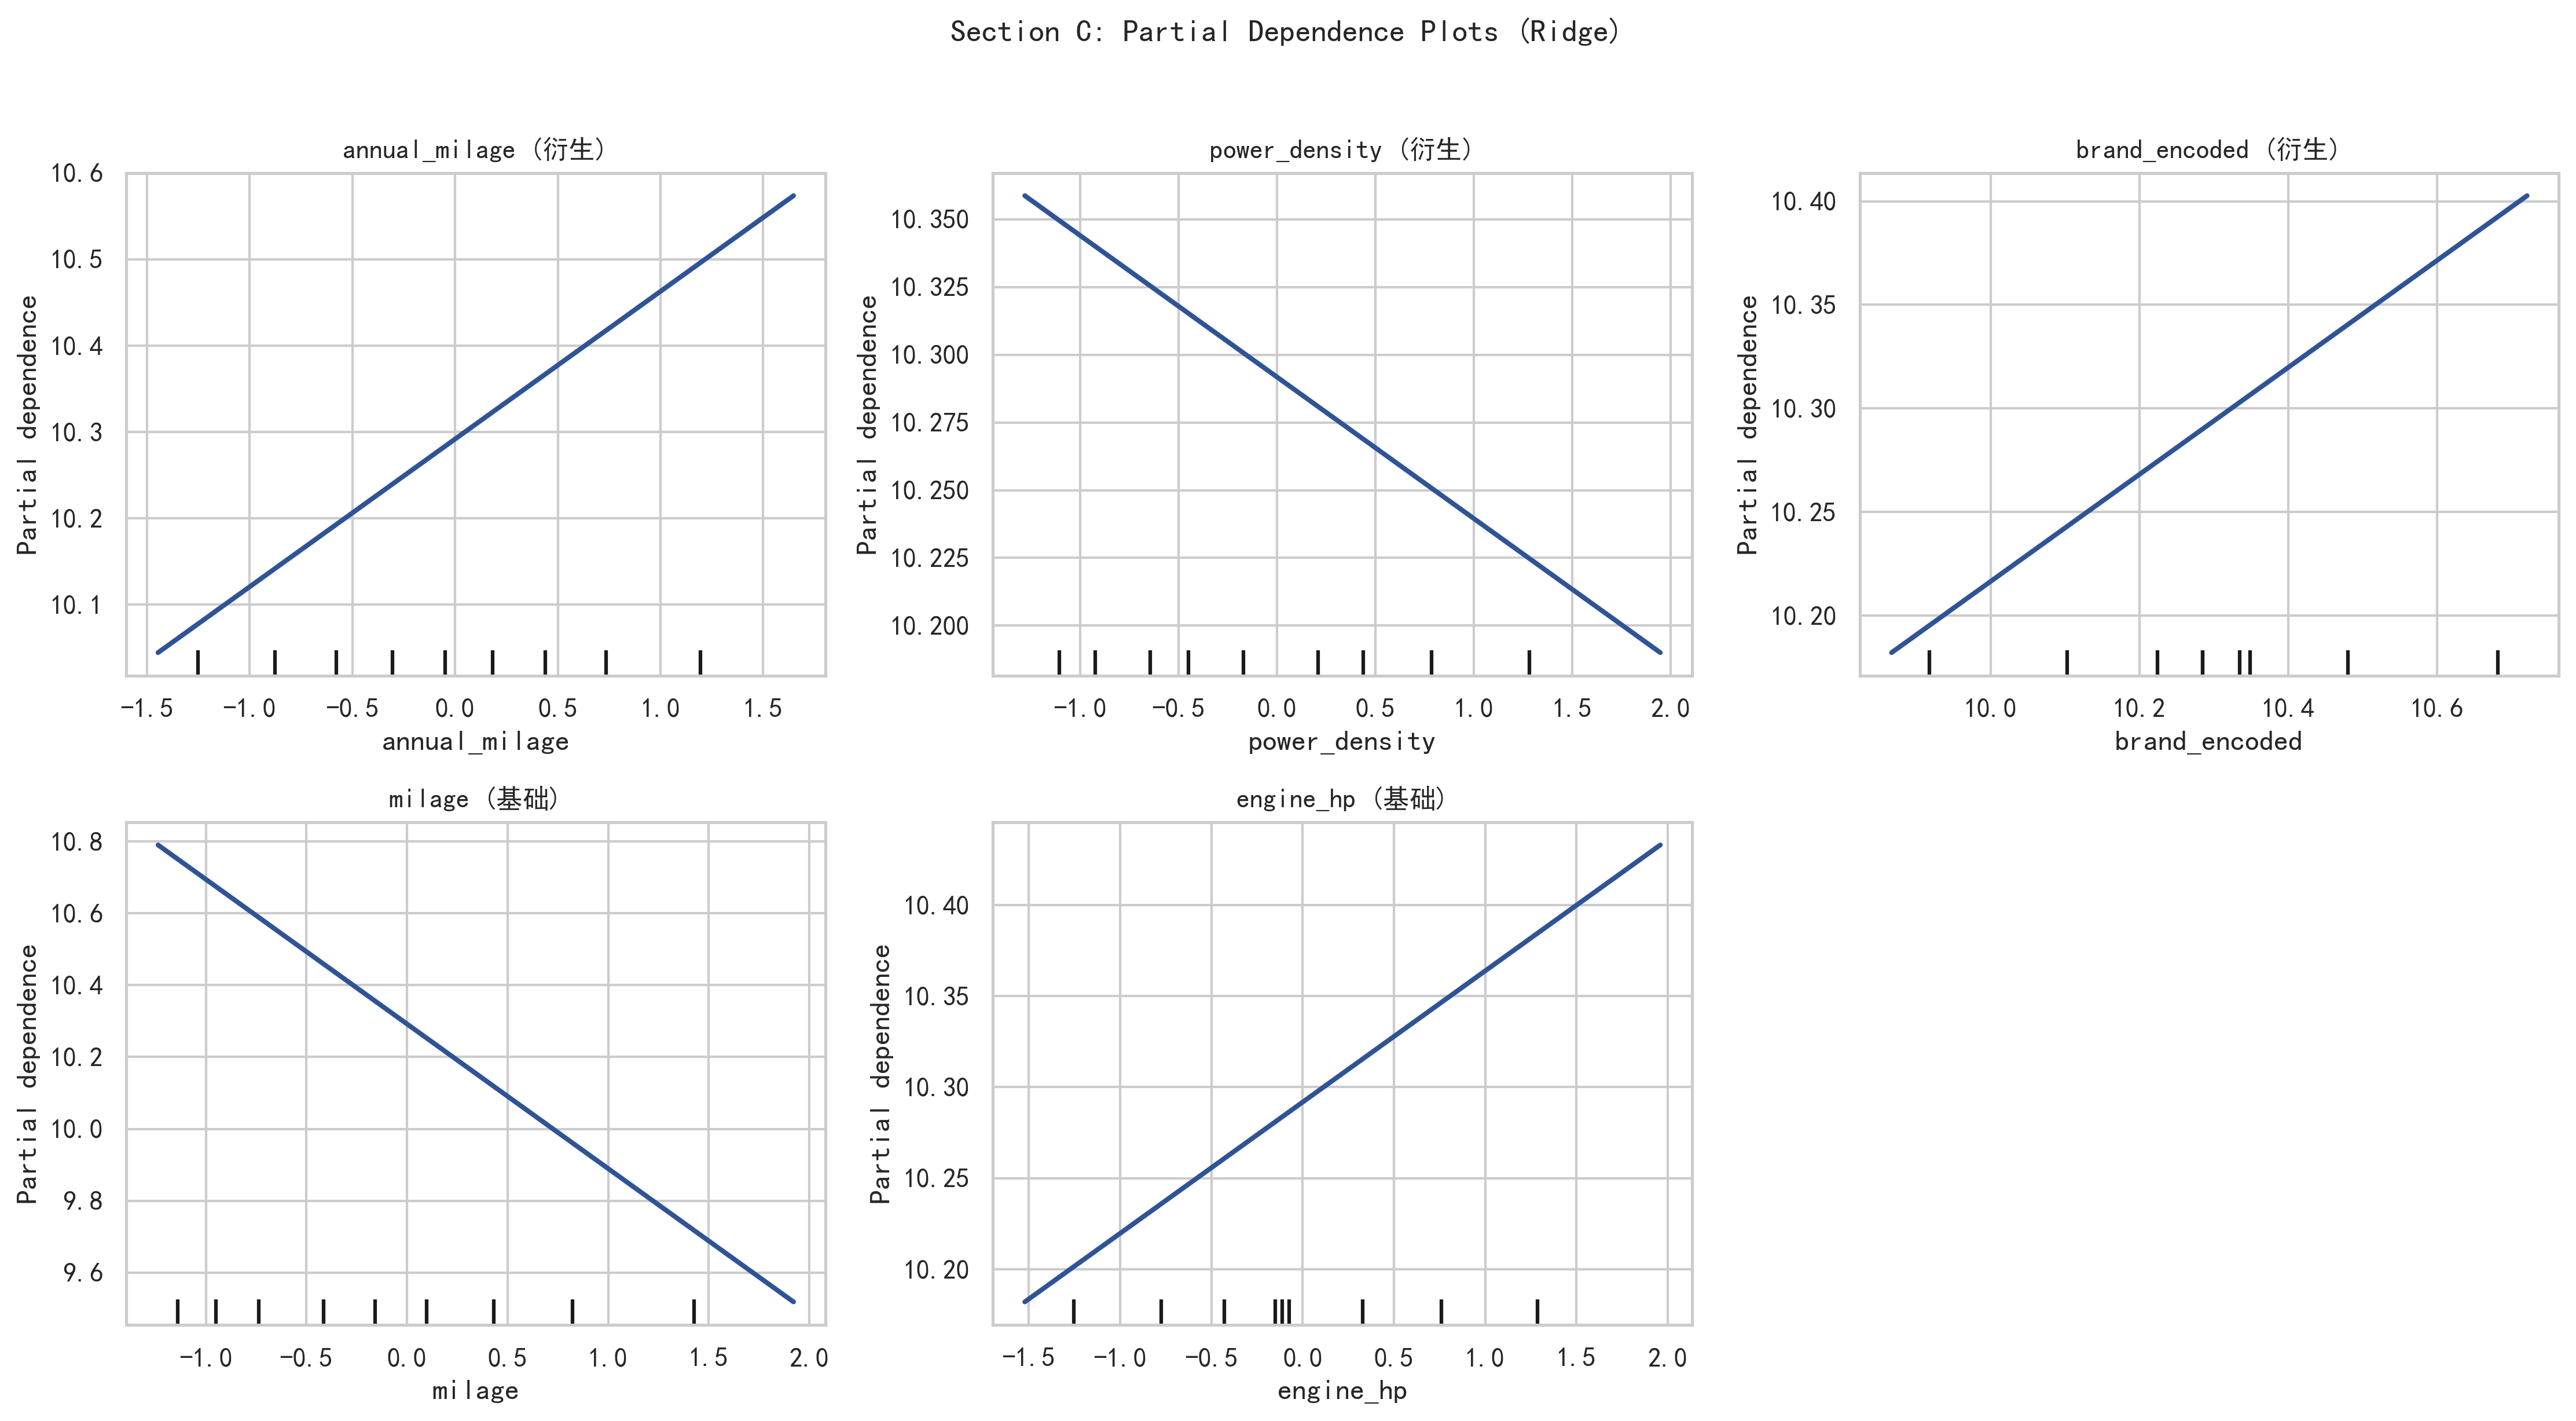 Section C: Partial Dependence Plots (Ridge)
annual_milage (衍生)
10.6
10.5
10.4
10.3
10.2
10.1
Partial dependence
-1.5 -1.0 -0.5 0.0 0.5 1.0 1.5
annual_milage
power_density (衍生)
10.350
10.325
10.300
10.275
10.250
10.225
10.200
Partial dependence
-1.0 -0.5 0.0 0.5 1.0 1.5 2.0
power_density
brand_encoded (衍生)
10.40
10.35
10.30
10.25
10.20
Partial dependence
10.0 10.2 10.4 10.6
brand_encoded
milage (基础)
10.8
10.6
10.4
10.2
10.0
9.8
9.6
Partial dependence
-1.0 -0.5 0.0 0.5 1.0 1.5 2.0
milage
engine_hp (基础)
10.40
10.35
10.30
10.25
10.20
Partial dependence
-1.5 -1.0 -0.5 0.0 0.5 1.0 1.5 2.0
engine_hp